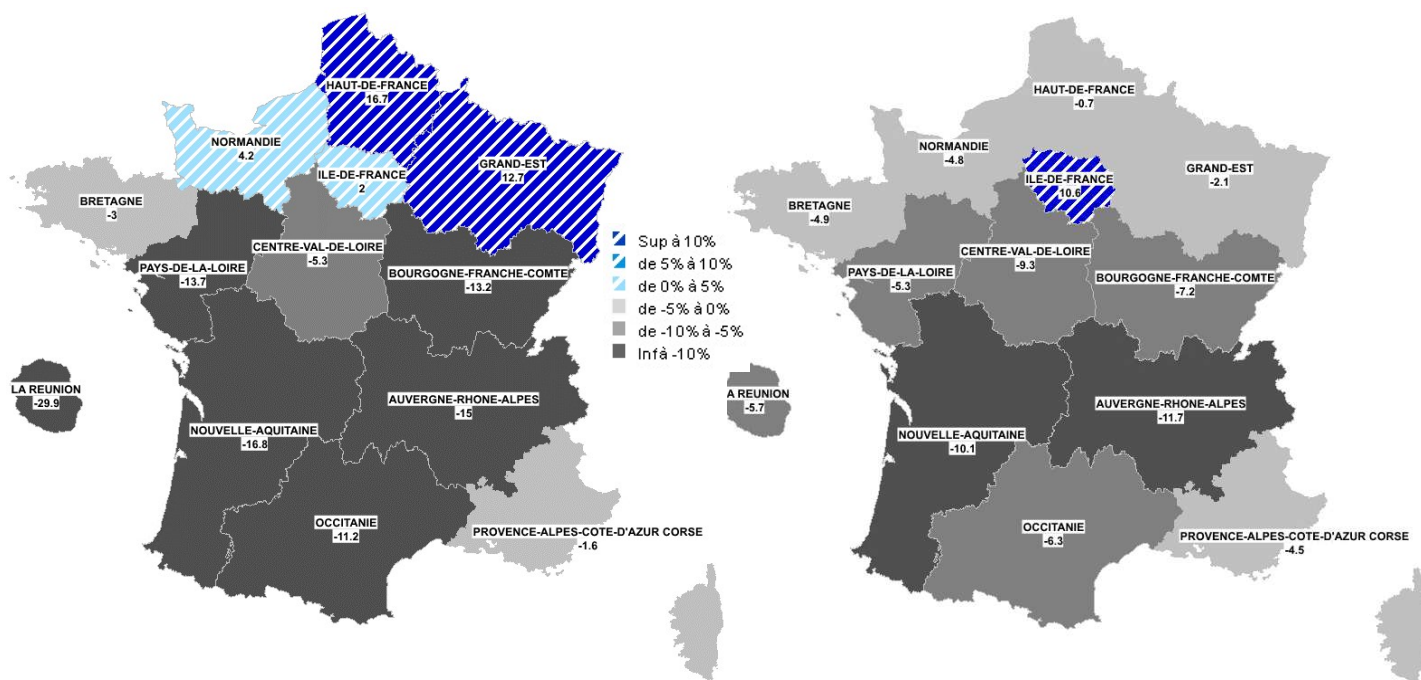 HAUT-DE-FRANCE
16.7
NORMANDIE
4.2
ILE-DE-FRANCE
2
GRAND-EST
12.7
BRETAGNE
-3
CENTRE-VAL-DE-LOIRE
-5.3
PAYS-DE-LA-LOIRE
-13.7
BOURGOGNE-FRANCHE-COMTE
-13.2
LA REUNION
-29.9
AUVERGNE-RHONE-ALPES
-15
NOUVELLE-AQUITAINE
-16.8
OCCITANIE
-11.2
PROVENCE-ALPES-COTE-D'AZUR CORSE
-1.6
Sup à 10%
de 5% à 10%
de 0% à 5%
de -5% à 0%
de -10% à -5%
Inf à -10%
HAUT-DE-FRANCE
-0.7
NORMANDIE
-4.8
ILE-DE-FRANCE
10.6
GRAND-EST
-2.1
BRETAGNE
-4.9
CENTRE-VAL-DE-LOIRE
-9.3
PAYS-DE-LA-LOIRE
-5.3
BOURGOGNE-FRANCHE-COMTE
-7.2
A REUNION
-5.7
AUVERGNE-RHONE-ALPES
-11.7
NOUVELLE-AQUITAINE
-10.1
OCCITANIE
-6.3
PROVENCE-ALPES-COTE-D'AZUR CORSE
-4.5